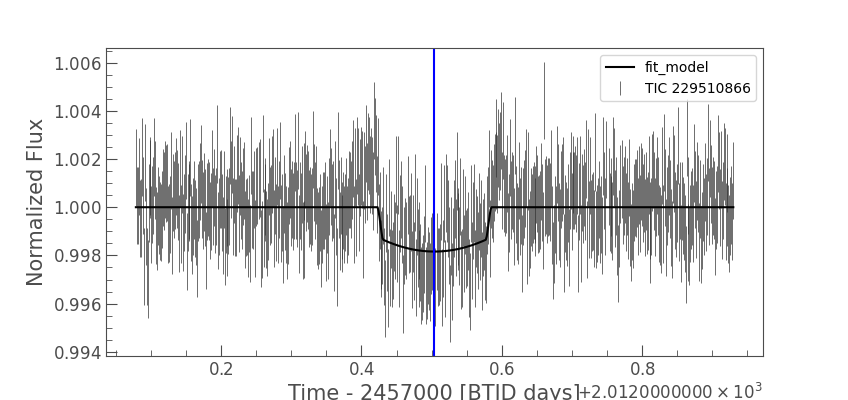 fit_model
TIC 229510866
1.006
1.004
1.002
1.000
0.998
0.996
0.994
Normalized Flux
0.2 0.4 0.6 0.8
Time - 2457000 [BTJD days]
+2.0120000000 × 10³